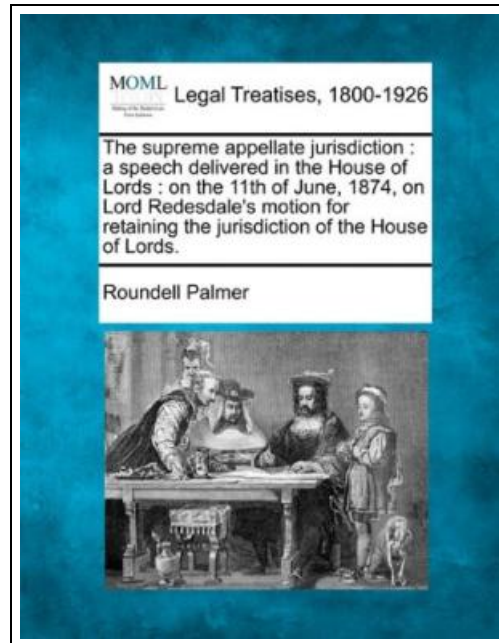 MOML
Legal Treatises, 1800-1926
The supreme appellate jurisdiction :
a speech delivered in the House of
Lords : on the 11th of June, 1874, on
Lord Redesdale's motion for
retaining the jurisdiction of the House
of Lords.
Roundell Palmer